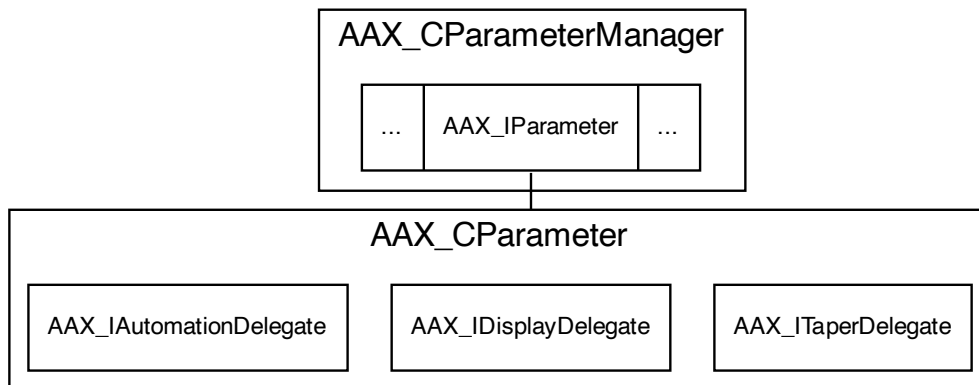 AAX_CParameterManager
... AAX_IParameter ...
AAX_CParameter
AAX_IAutomationDelegate AAX_IDisplayDelegate AAX_ITaperDelegate